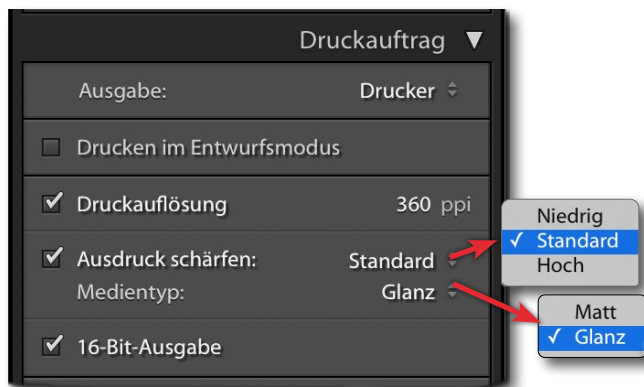 Druckauftrag
Ausgabe: Drucker
Drucken im Entwurfsmodus
Druckauflösung 360 ppi
Ausdruck schärfen: Standard
Medientyp: Glanz
16-Bit-Ausgabe
Niedrig
Standard
Hoch
Matt
Glanz